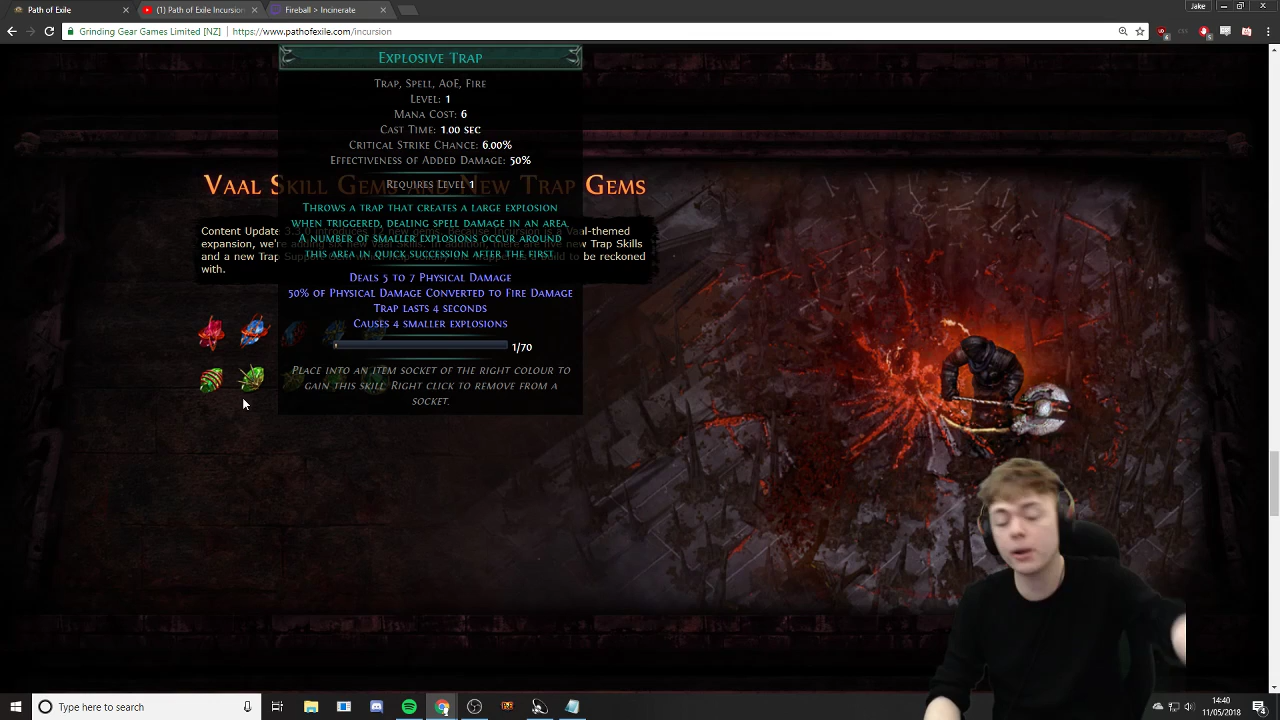 Path of Exile
(1) Path of Exile Incursion
Fireball > Incinerate
Jake
Grinding Gear Games Limited [NZ] | https://www.pathofexile.com/incursion
Explosive Trap
Trap, Spell, AoE, Fire
Level: 1
Mana Cost: 6
Cast Time: 1.00 sec
Critical Strike Chance: 6.00%
Effectiveness of Added Damage: 50%
Vaal Skill Gems and New Trap Gems
Requires Level 1
Throws a trap that creates a large explosion
when triggered, dealing spell damage in an area.
A number of smaller explosions occur around
this area in quick succession after the first.
Content Update
Vaal-themed
expansion, we're
new Trap Skills
and a new Trap
to be reckoned
with.
Deals 5 to 7 Physical Damage
50% of Physical Damage Converted to Fire Damage
Trap lasts 4 seconds
Causes 4 smaller explosions
1/70
Place into an item socket of the right colour to
gain this skill. Right click to remove from a
socket.
Type here to search
14:40
11/05/2018